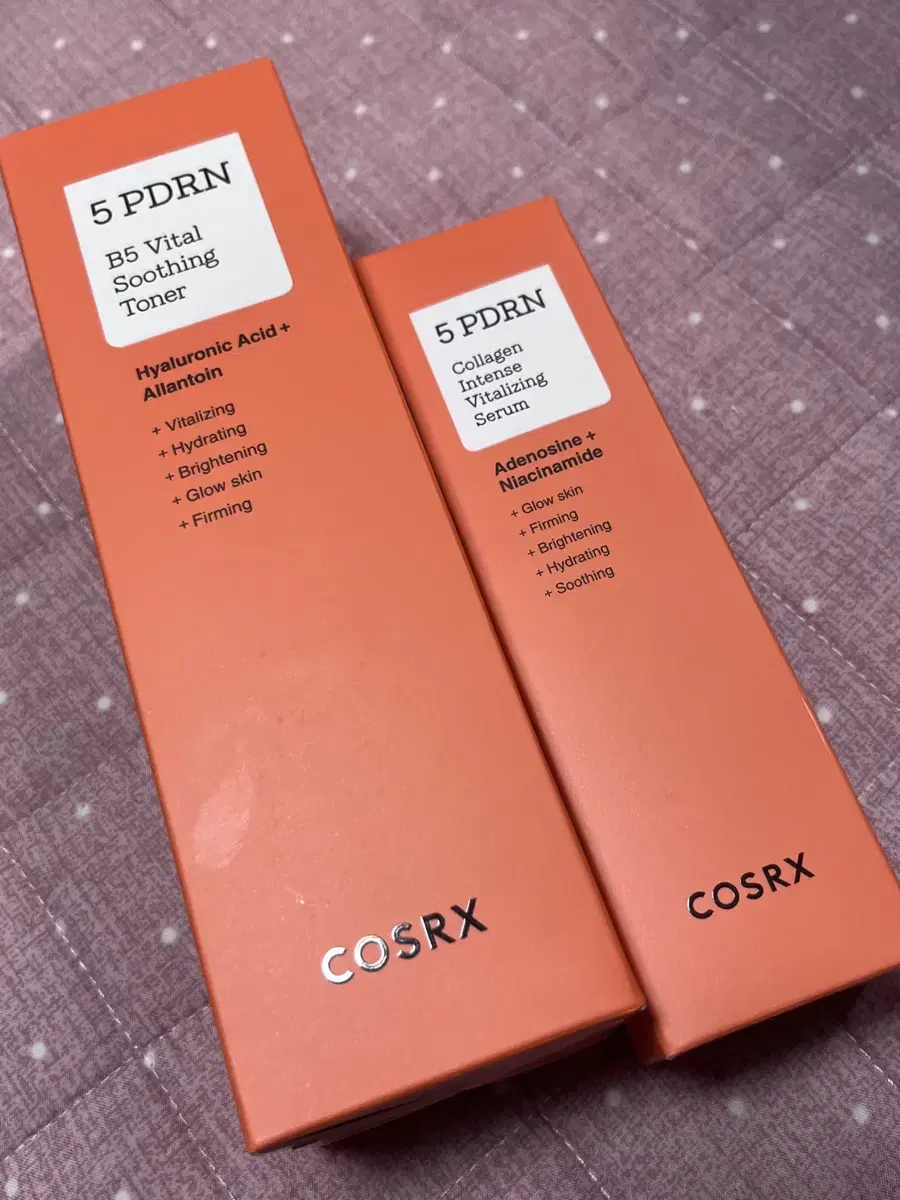 5 PDRN
B5 Vital
Soothing
Toner
Hyaluronic Acid +
Allantoin
+ Vitalizing
+ Hydrating
+ Brightening
+ Glow skin
+ Firming
COSRX
5 PDRN
Collagen
Intense
Vitalizing
Serum
Adenosine +
Niacinamide
+ Glow skin
+ Firming
+ Brightening
+ Hydrating
+ Soothing
COSRX